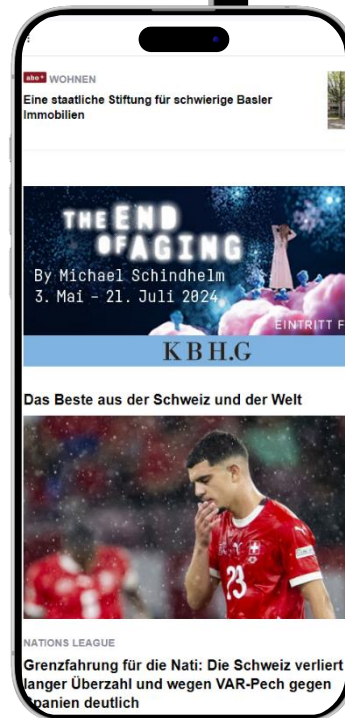 abo+ WOHNEN
Eine staatliche Stiftung für schwierige Basler
Immobilien
THE END
OF AGING
By Michael Schindhelm
3. Mai – 21. Juli 2024
EINTRITT F
KBH.G
Das Beste aus der Schweiz und der Welt
23
NATIONS LEAGUE
Grenzfahrung für die Nati: Die Schweiz verliert
langer Überzahl und wegen VAR-Pech gegen
Spanien deutlich